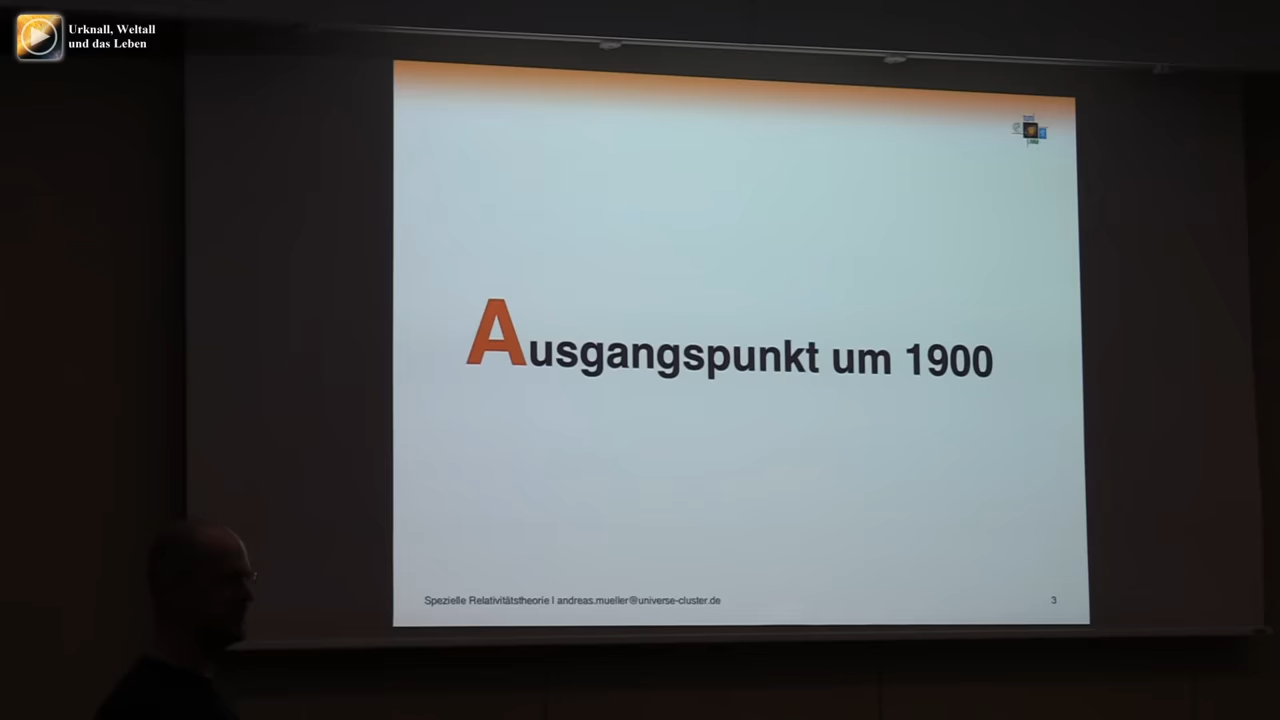 Urknall, Weltall
und das Leben
Ausgangspunkt um 1900
Spezielle Relativitätstheorie I andreas.mueller@universe-cluster.de
3